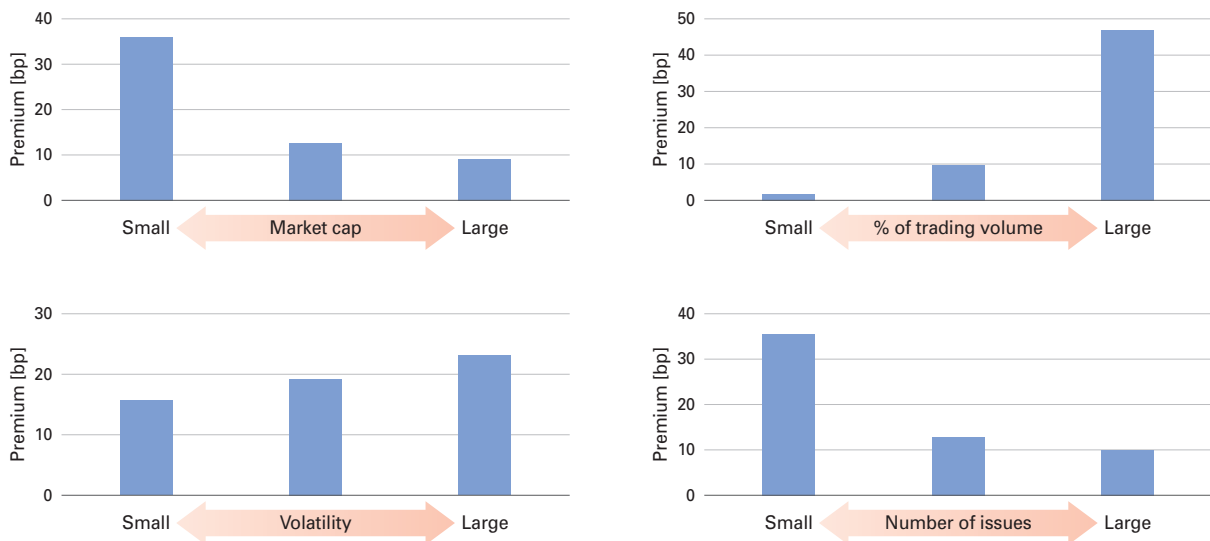 Premium [bp]
40
30
20
10
0
Small
Market cap
Large
Premium [bp]
50
40
30
20
10
0
Small
% of trading volume
Large
Premium [bp]
30
20
10
0
Small
Volatility
Large
Premium [bp]
40
30
20
10
0
Small
Number of issues
Large